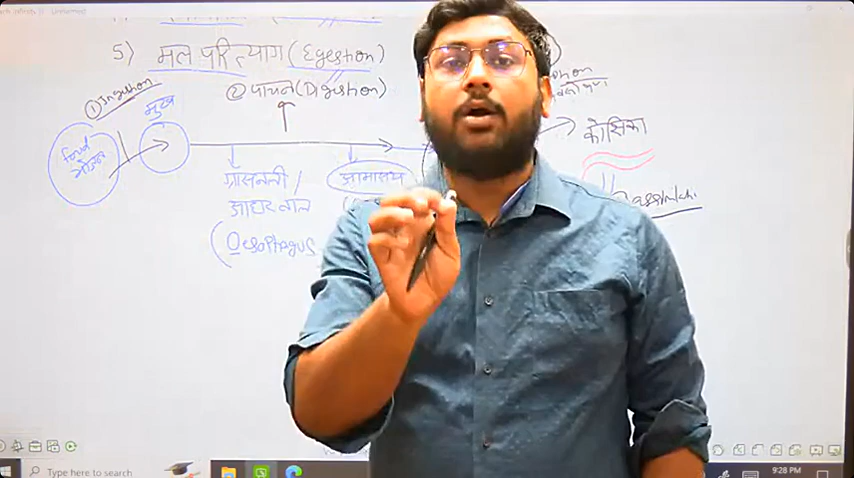 5) मल परित्याग (Egestion)
① Ingestion
मुख
② पाचन (Digestion)
food
भोजन
कोशिका
ग्रासनली /
आमाशय
आहारनाल
(Oesophagus
assimilati
Type here to search
9:28 PM